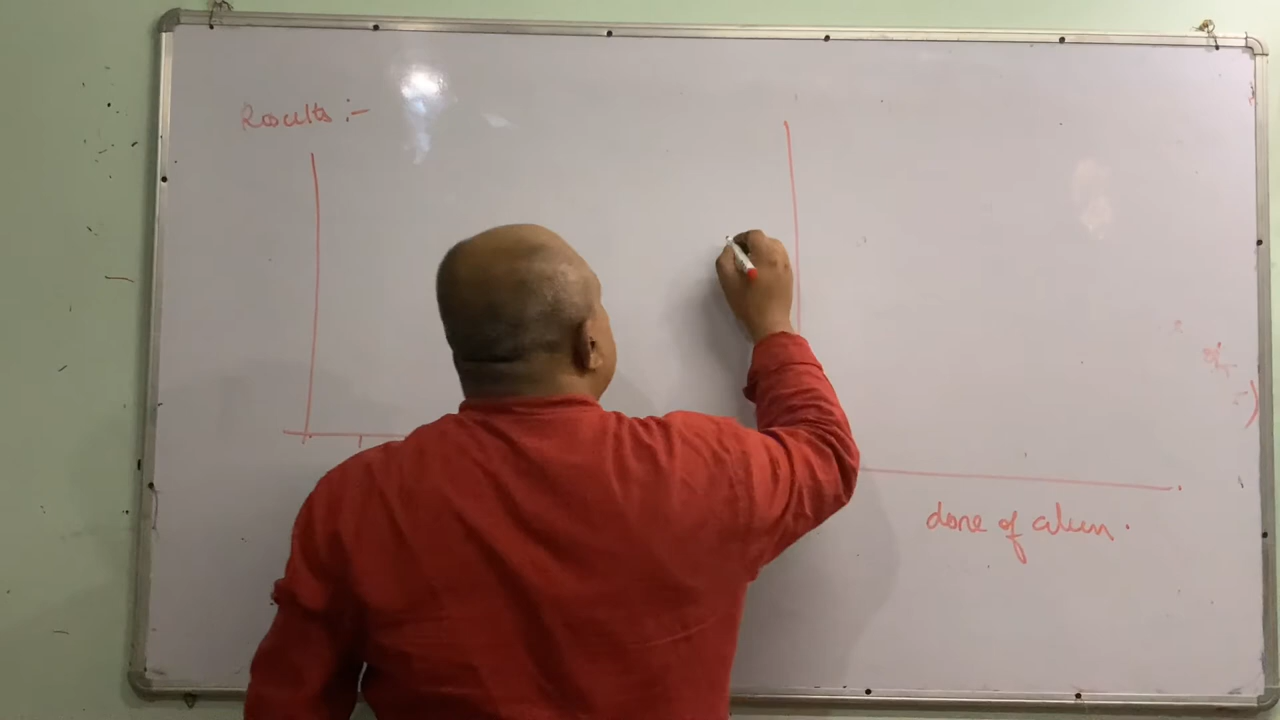 Results :-
dose of alum.